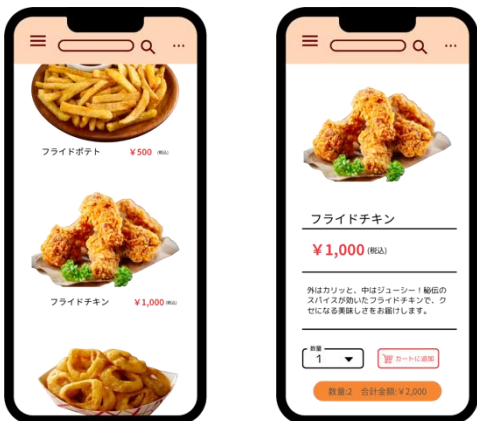 フライドポテト ￥500 (税込)
フライドチキン ￥1,000 (税込)
フライドチキン
￥1,000 (税込)
外はカリッと、中はジューシー！秘伝の
スパイスが効いたフライドチキンで、ク
セになる美味しさをお届けします。
数量
1
カートに追加
数量:2 合計金額:￥2,000